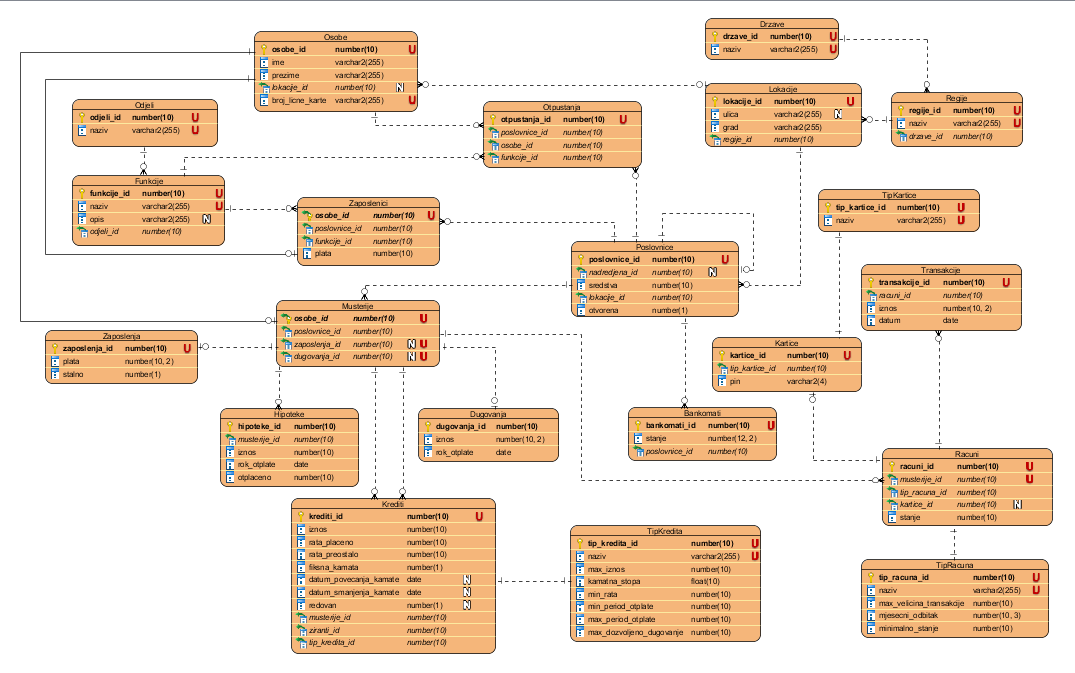 Osobe
osobe_id number(10) U
ime varchar2(255)
prezime varchar2(255)
lokacije_id number(10) N
broj_licne_karte varchar2(255) U
Drzave
drzave_id number(10) U
naziv varchar2(255) U
Lokacije
lokacije_id number(10) U
ulica varchar2(255) N
grad varchar2(255)
regije_id number(10)
Regije
regije_id number(10) U
naziv varchar2(255) U
drzave_id number(10)
Odjeli
odjeli_id number(10) U
naziv varchar2(255) U
Otpustanja
otpustanja_id number(10) U
poslovnice_id number(10)
osobe_id number(10)
funkcije_id number(10)
Funkcije
funkcije_id number(10) U
naziv varchar2(255) U
opis varchar2(255) N
odjeli_id number(10)
Zaposlenici
osobe_id number(10) U
poslovnice_id number(10)
funkcije_id number(10)
plata number(10)
TipKartice
tip_kartice_id number(10) U
naziv varchar2(255) U
Poslovnice
poslovnice_id number(10) U
nadredjena_id number(10) N
sredstva number(10)
lokacije_id number(10)
otvorena number(1)
Transakcije
transakcije_id number(10) U
racuni_id number(10)
iznos number(10, 2)
datum date
Musterije
osobe_id number(10) U
poslovnice_id number(10)
zaposlenja_id number(10) N U
dugovanja_id number(10) N U
Zaposlenja
zaposlenja_id number(10) U
plata number(10, 2)
stalno number(1)
Kartice
kartice_id number(10) U
tip_kartice_id number(10)
pin varchar2(4)
Hipoteke
hipoteke_id number(10)
musterije_id number(10)
iznos number(10)
rok_otplate date
otplaceno number(10)
Dugovanja
dugovanja_id number(10)
iznos number(10, 2)
rok_otplate date
Bankomati
bankomati_id number(10) U
stanje number(12, 2)
poslovnice_id number(10)
Racuni
racuni_id number(10) U
musterije_id number(10) U
tip_racuna_id number(10)
kartice_id number(10) N
stanje number(10)
Krediti
krediti_id number(10) U
iznos number(10)
rata_placeno number(10)
rata_preostalo number(10)
fiksna_kamata number(1)
datum_povecanja_kamate date N
datum_smanjenja_kamate date N
redovan number(1) N
musterije_id number(10)
ziranti_id number(10)
tip_kredita_id number(10)
TipKredita
tip_kredita_id number(10) U
naziv varchar2(255) U
max_iznos number(10)
kamatna_stopa float(10)
min_rata number(10)
min_period_otplate number(10)
max_period_otplate number(10)
max_dozvoljeno_dugovanje number(10)
TipRacuna
tip_racuna_id number(10) U
naziv varchar2(255) U
max_velicina_transakcije number(10)
mjesecni_odbitak number(10, 3)
minimalno_stanje number(10)